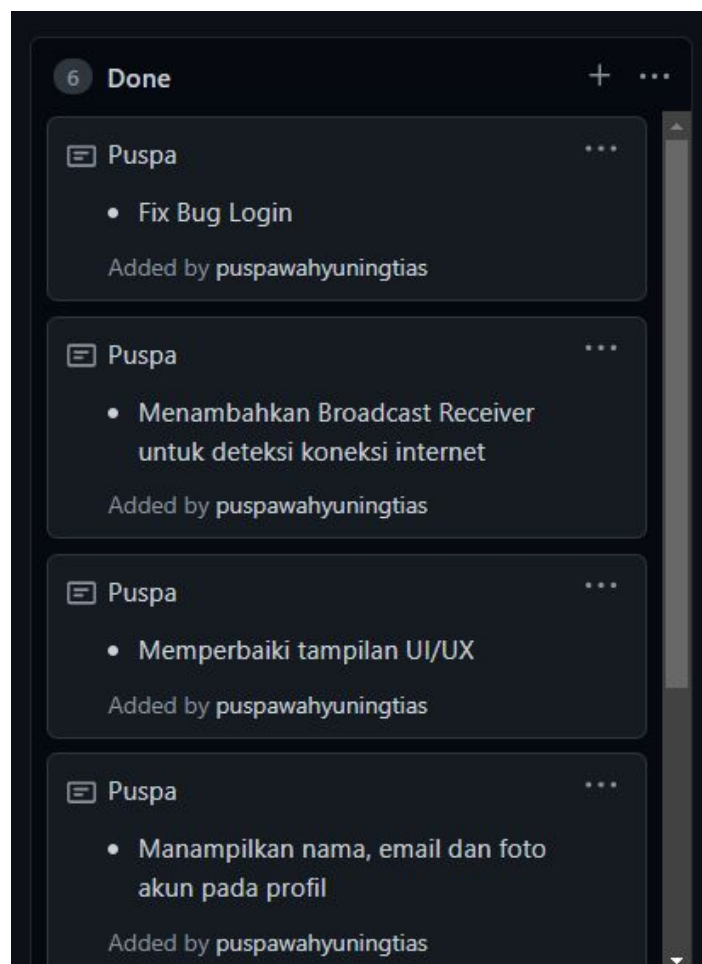 6 Done
Puspa
Fix Bug Login
Added by puspawahyuningtias
Puspa
Menambahkan Broadcast Receiver
untuk deteksi koneksi internet
Added by puspawahyuningtias
Puspa
Memperbaiki tampilan UI/UX
Added by puspawahyuningtias
Puspa
Manampilkan nama, email dan foto
akun pada profil
Added by puspawahyuningtias